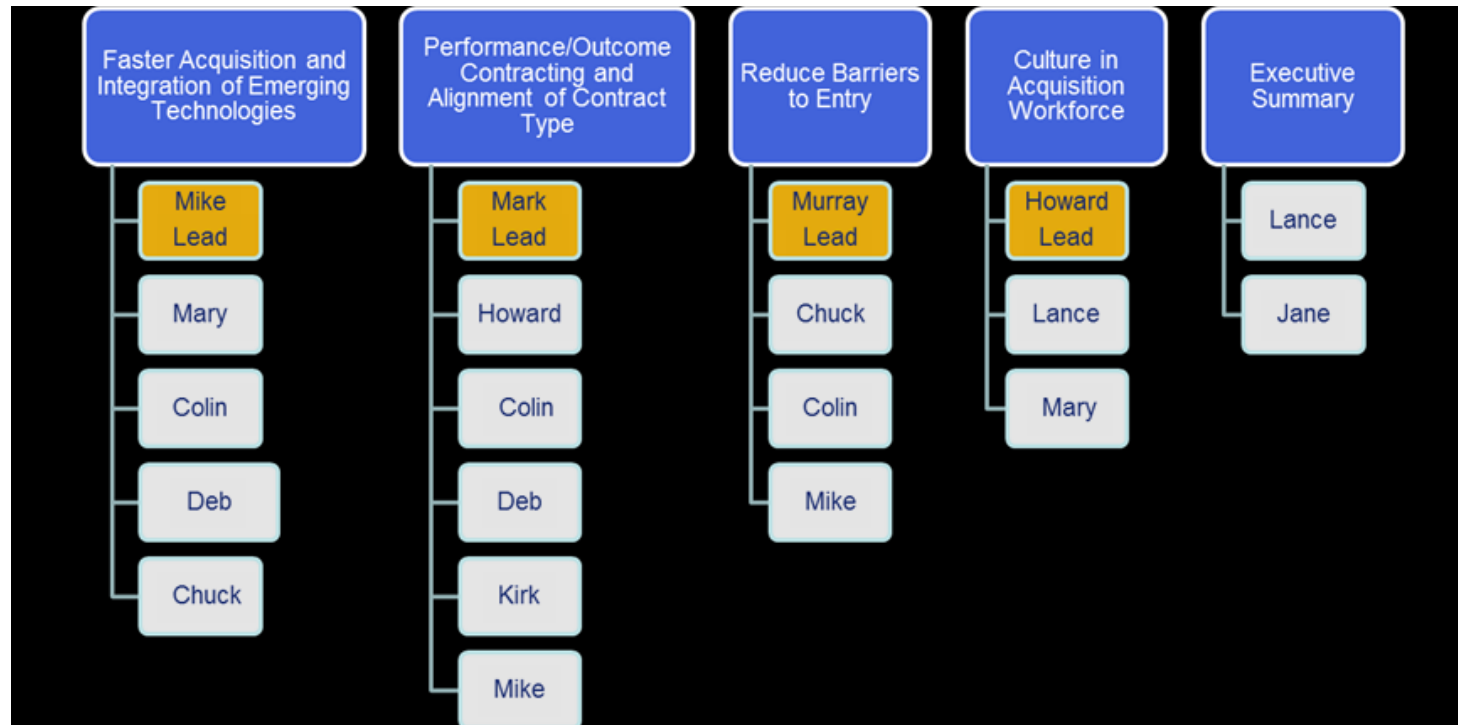 Faster Acquisition and
Integration of Emerging
Technologies
Mike
Lead
Mary
Colin
Deb
Chuck
Performance/Outcome
Contracting and
Alignment of Contract
Type
Mark
Lead
Howard
Colin
Deb
Kirk
Mike
Reduce Barriers
to Entry
Murray
Lead
Chuck
Colin
Mike
Culture in
Acquisition
Workforce
Howard
Lead
Lance
Mary
Executive
Summary
Lance
Jane